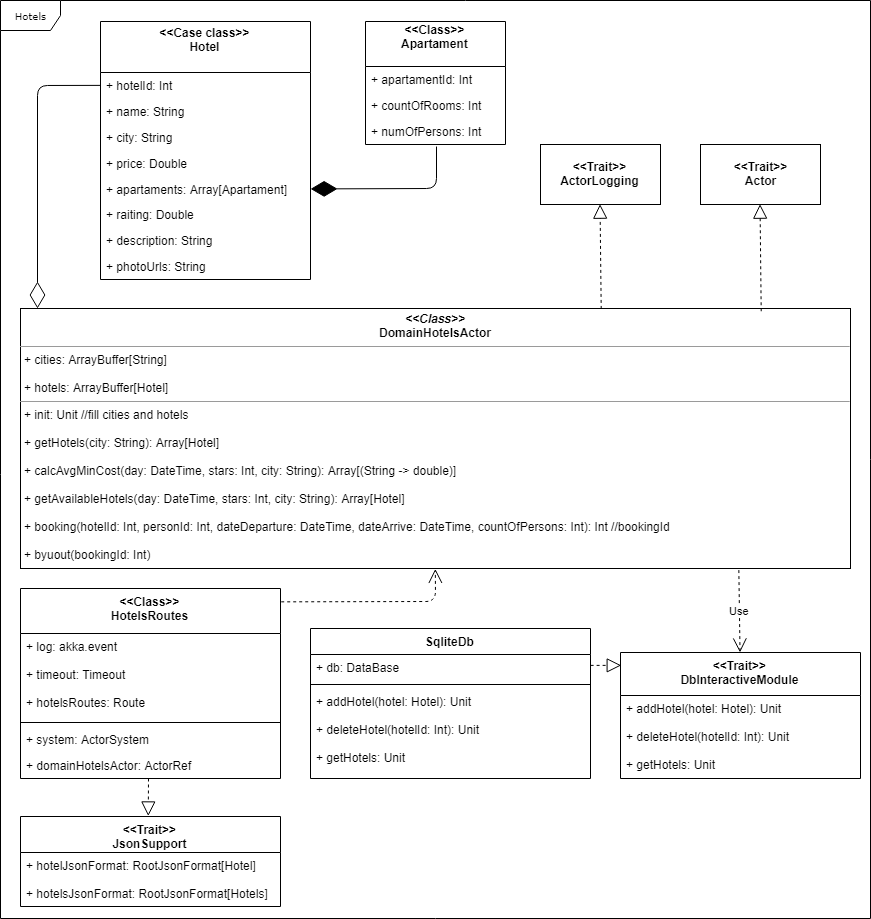 Hotels
<<Case class>>
Hotel
+ hotelId: Int
+ name: String
+ city: String
+ price: Double
+ apartaments: Array[Apartament]
+ raiting: Double
+ description: String
+ photoUrls: String
<<Class>>
Apartament
+ apartamentId: Int
+ countOfRooms: Int
+ numOfPersons: Int
<<Trait>>
ActorLogging
<<Trait>>
Actor
<<Class>>
DomainHotelsActor
+ cities: ArrayBuffer[String]
+ hotels: ArrayBuffer[Hotel]
+ init: Unit //fill cities and hotels
+ getHotels(city: String): Array[Hotel]
+ calcAvgMinCost(day: DateTime, stars: Int, city: String): Array[(String -> double)]
+ getAvailableHotels(day: DateTime, stars: Int, city: String): Array[Hotel]
+ booking(hotelId: Int, personId: Int, dateDeparture: DateTime, dateArrive: DateTime, countOfPersons: Int): Int //bookingId
+ byuout(bookingId: Int)
<<Class>>
HotelsRoutes
+ log: akka.event
+ timeout: Timeout
+ hotelsRoutes: Route
+ system: ActorSystem
+ domainHotelsActor: ActorRef
Use
SqliteDb
+ db: DataBase
+ addHotel(hotel: Hotel): Unit
+ deleteHotel(hotelId: Int): Unit
+ getHotels: Unit
<<Trait>>
DbInteractiveModule
+ addHotel(hotel: Hotel): Unit
+ deleteHotel(hotelId: Int): Unit
+ getHotels: Unit
<<Trait>>
JsonSupport
+ hotelJsonFormat: RootJsonFormat[Hotel]
+ hotelsJsonFormat: RootJsonFormat[Hotels]